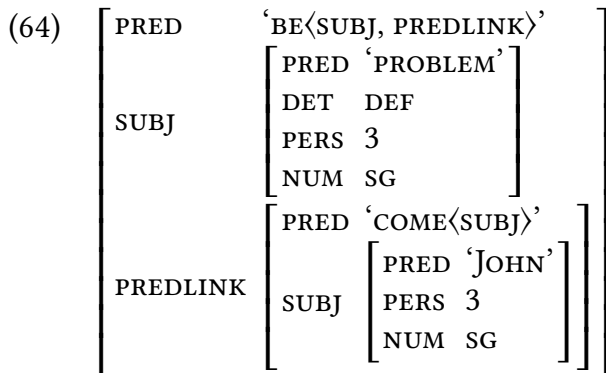 (64) PRED ‘BE⟨SUBJ, PREDLINK⟩’
PRED ‘PROBLEM’
DET DEF
SUBJ
PERS 3
NUM SG
PRED ‘COME⟨SUBJ⟩’
PRED ‘JOHN’
PREDLINK SUBJ PERS 3
NUM SG